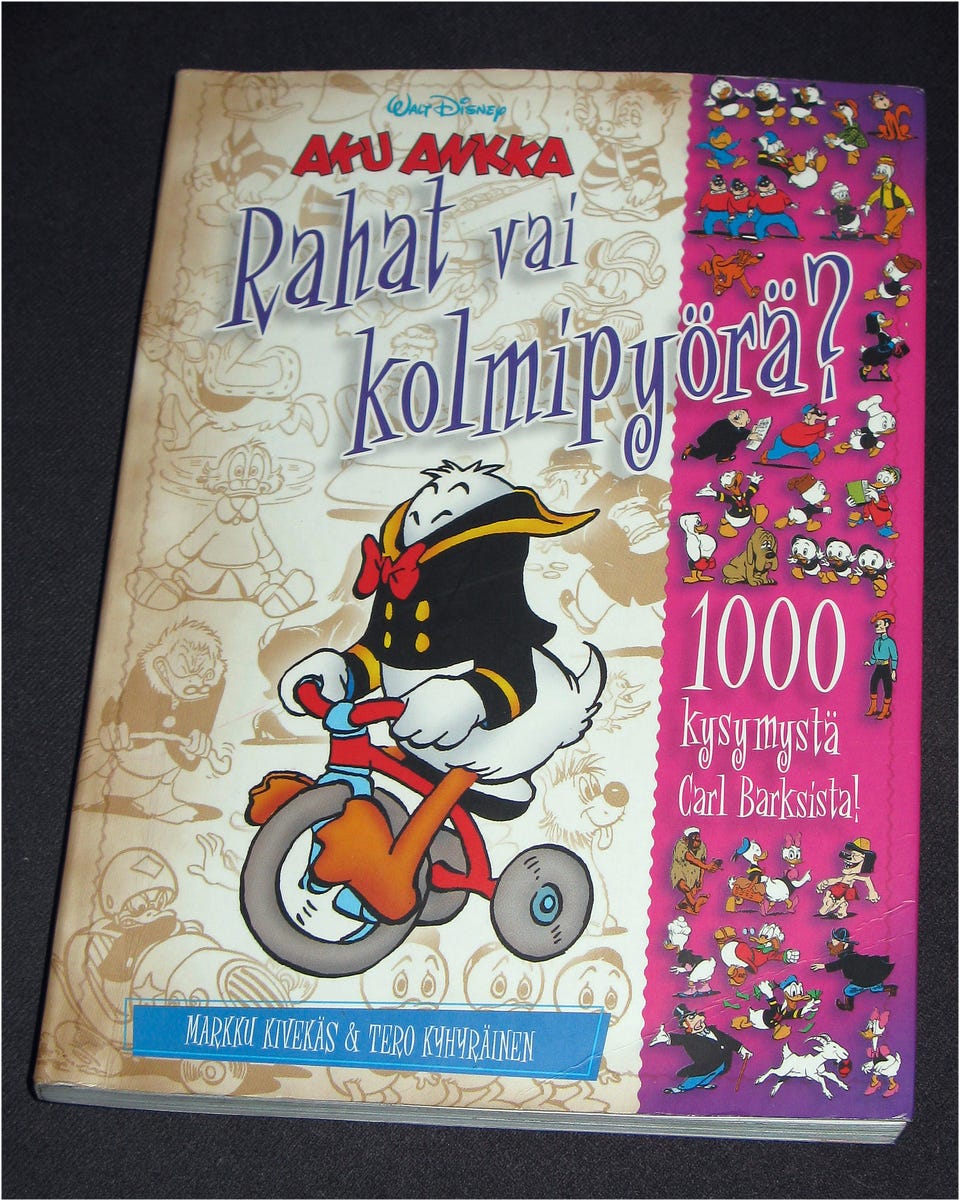 Walt Disney
AKU ANKKA
Rahat vai
kolmipyörä?
1000
kysymystä
Carl Barksista!
MARKKU KIVEKÄS & TERO KYHYRÄINEN